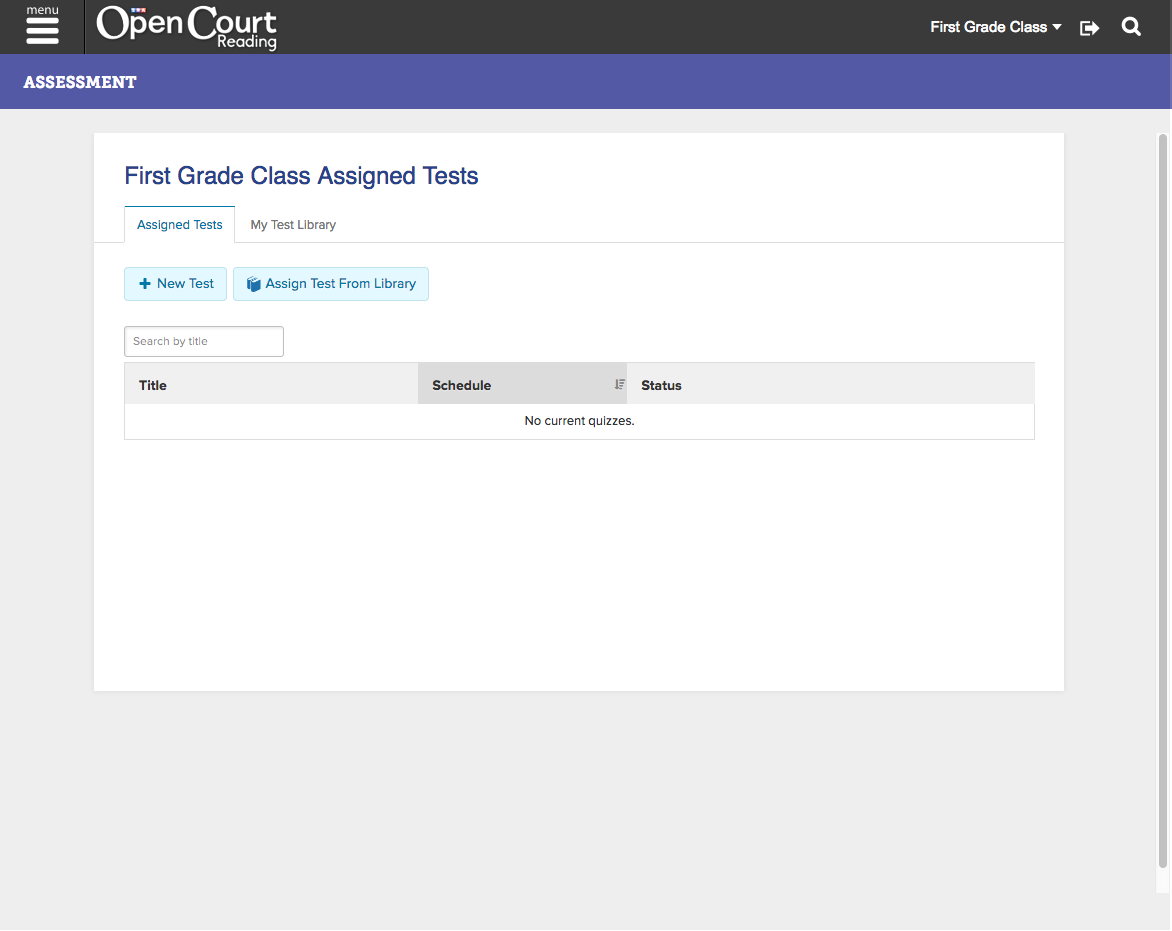 menu
Open Court
Reading
First Grade Class
ASSESSMENT
First Grade Class Assigned Tests
Assigned Tests
My Test Library
New Test
Assign Test From Library
Search by title
Title
Schedule
Status
No current quizzes.